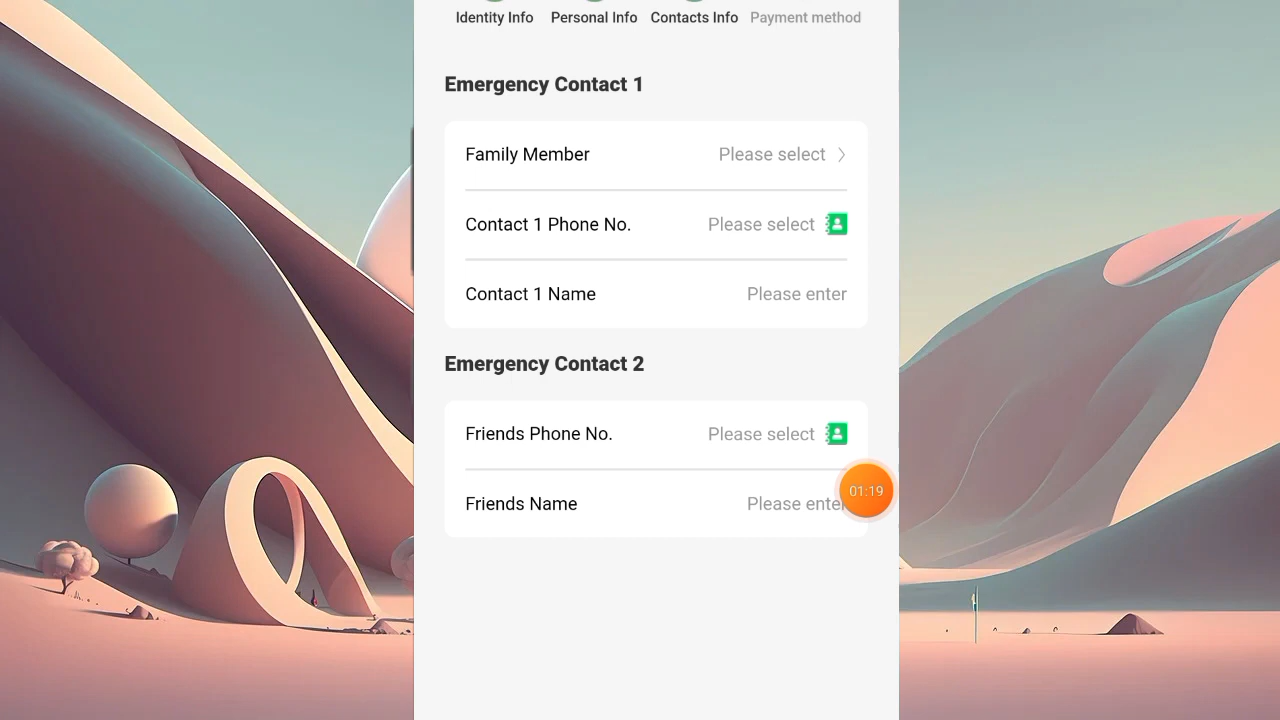 Identity Info Personal Info Contacts Info Payment method
Emergency Contact 1
Family Member Please select
Contact 1 Phone No. Please select
Contact 1 Name Please enter
Emergency Contact 2
Friends Phone No. Please select
01:19
Friends Name Please enter